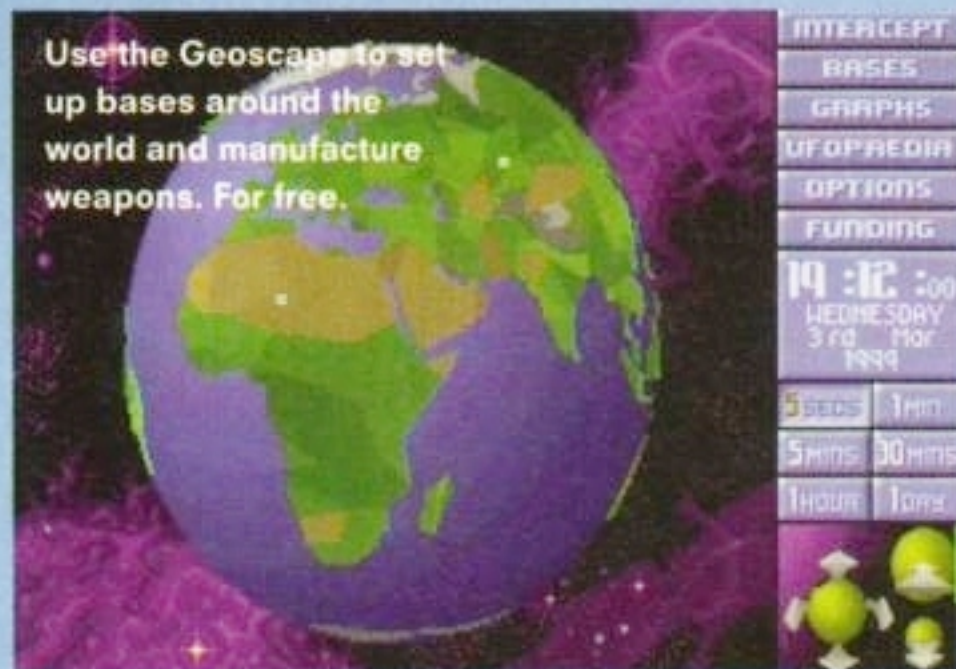 Use the Geoscape to set
up bases around the
world and manufacture
weapons. For free.
INTERCEPT
BASES
GRAPHS
UFOPAEDIA
OPTIONS
FUNDING
19:12:00
WEDNESDAY
3rd Mar
1999
5 SECS 1 MIN
5 MINS 30 MINS
1 HOUR 1 DAY